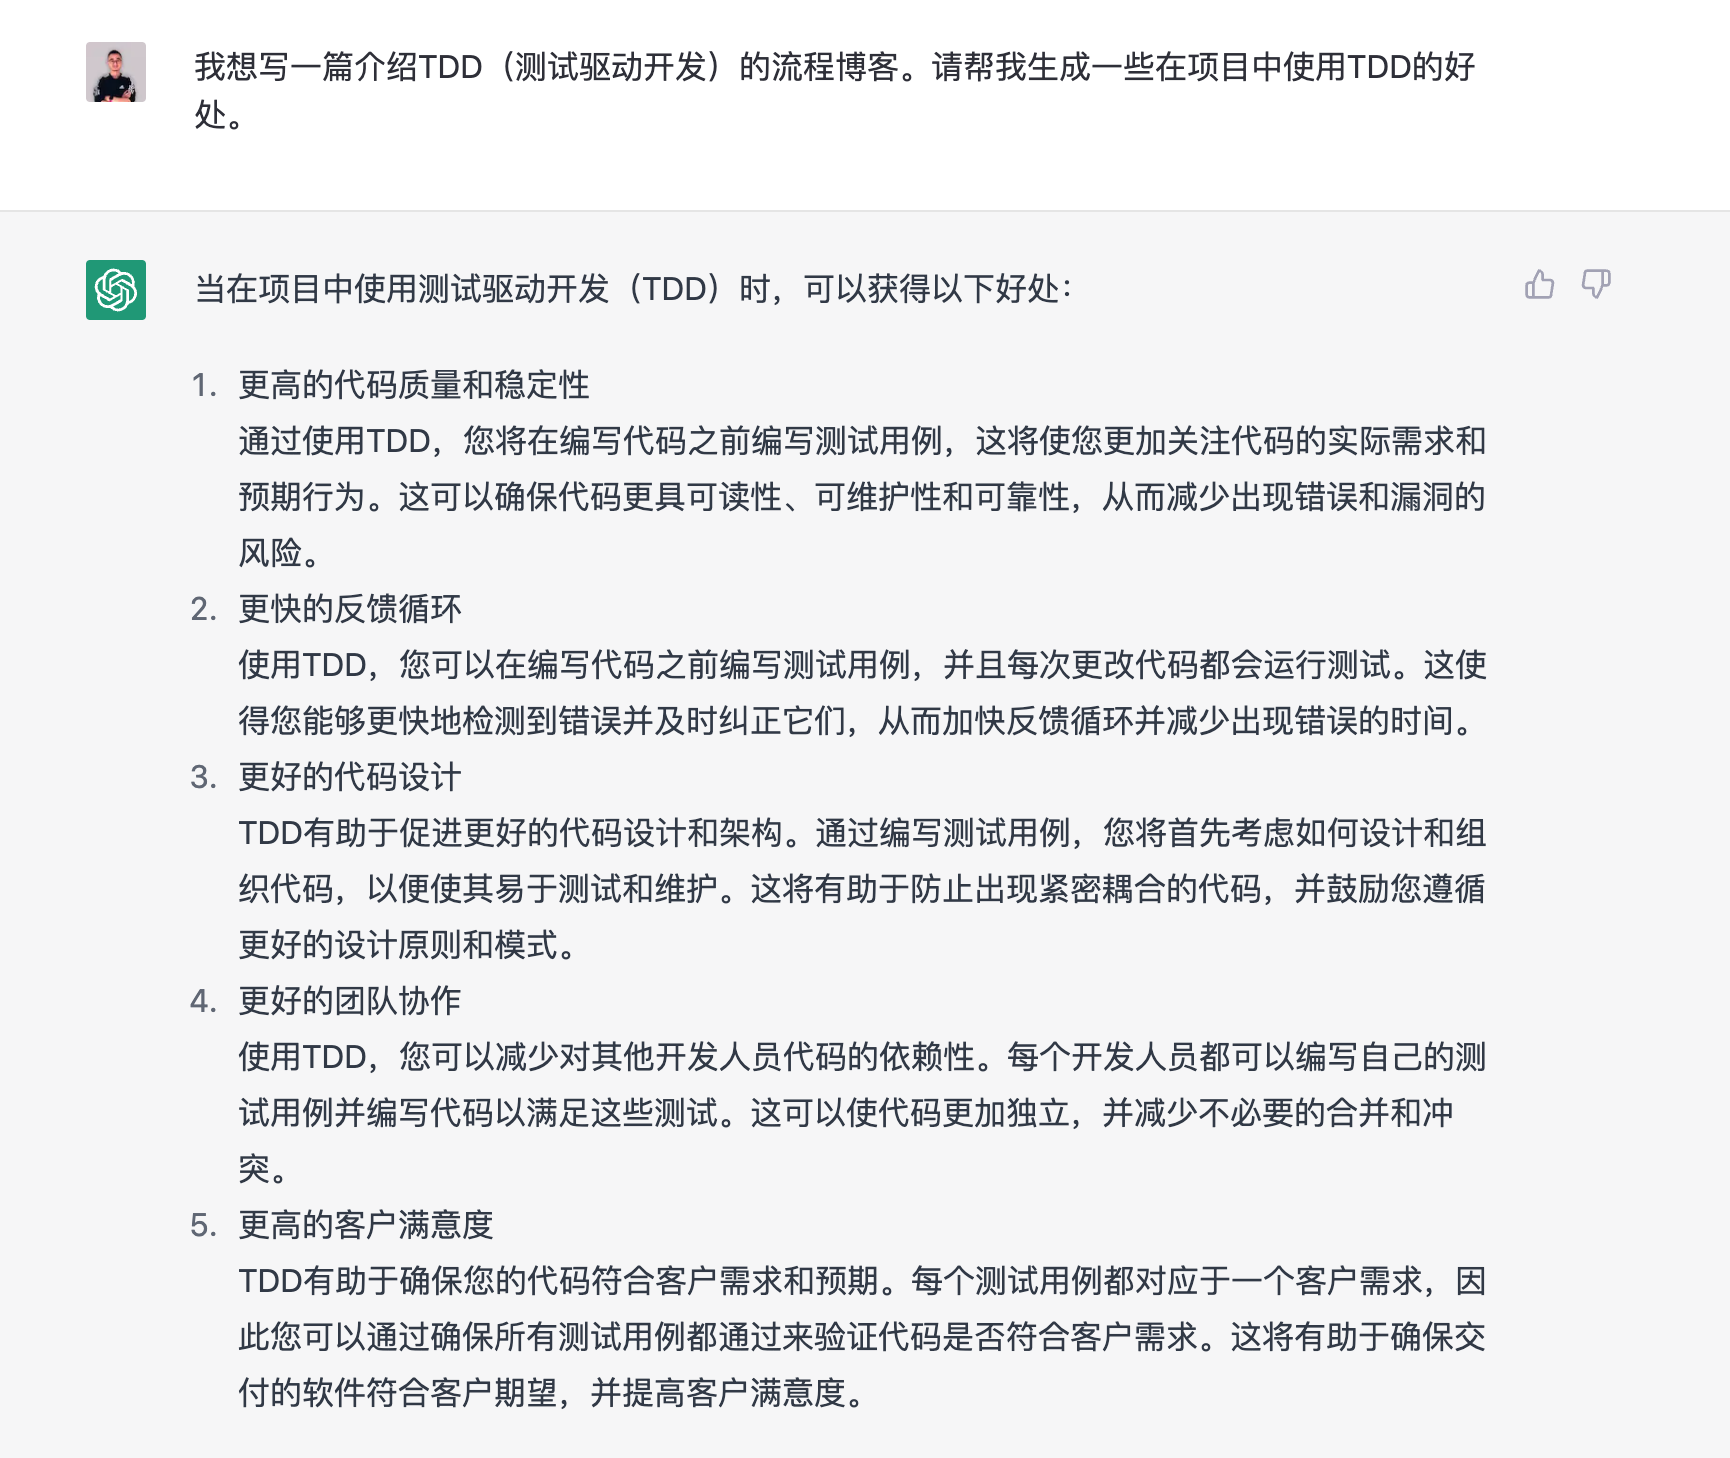 我想写一篇介绍TDD（测试驱动开发）的流程博客。请帮我生成一些在项目中使用TDD的好
处。
当在项目中使用测试驱动开发（TDD）时，可以获得以下好处：
1. 更高的代码质量和稳定性
通过使用TDD，您将在编写代码之前编写测试用例，这将使您更加关注代码的实际需求和
预期行为。这可以确保代码更具可读性、可维护性和可靠性，从而减少出现错误和漏洞的
风险。
2. 更快的反馈循环
使用TDD，您可以在编写代码之前编写测试用例，并且每次更改代码都会运行测试。这使
得您能够更快地检测到错误并及时纠正它们，从而加快反馈循环并减少出现错误的时间。
3. 更好的代码设计
TDD有助于促进更好的代码设计和架构。通过编写测试用例，您将首先考虑如何设计和组
织代码，以便使其易于测试和维护。这将有助于防止出现紧密耦合的代码，并鼓励您遵循
更好的设计原则和模式。
4. 更好的团队协作
使用TDD，您可以减少对其他开发人员代码的依赖性。每个开发人员都可以编写自己的测
试用例并编写代码以满足这些测试。这可以使代码更加独立，并减少不必要的合并和冲
突。
5. 更高的客户满意度
TDD有助于确保您的代码符合客户需求和预期。每个测试用例都对应于一个客户需求，因
此您可以通过确保所有测试用例都通过来验证代码是否符合客户需求。这将有助于确保交
付的软件符合客户期望，并提高客户满意度。